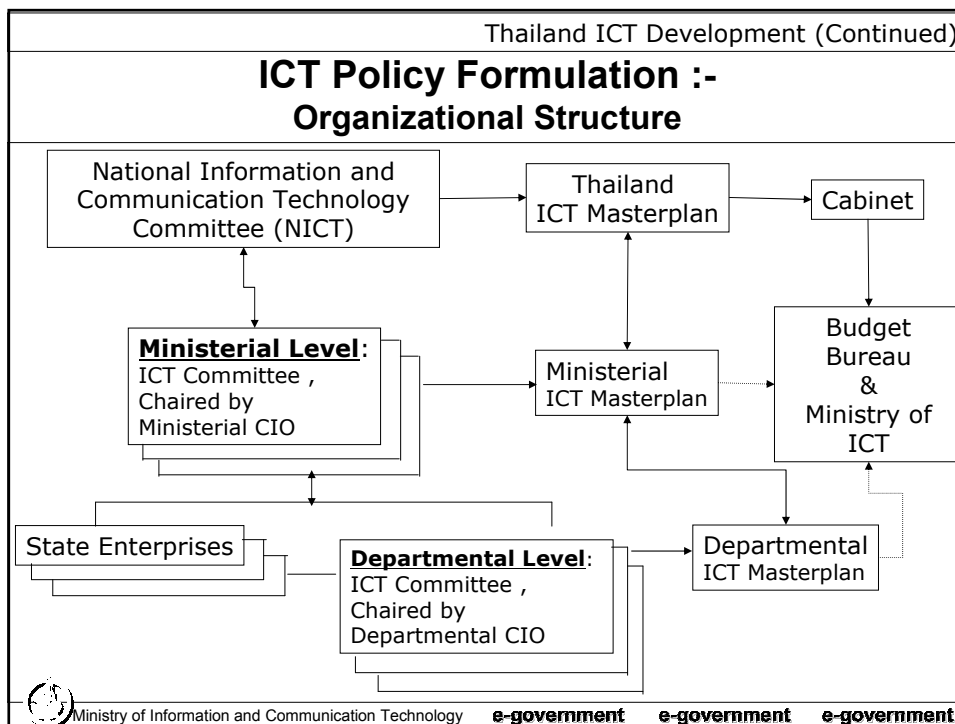 Thailand ICT Development (Continued)
ICT Policy Formulation :-
Organizational Structure
National Information and
Communication Technology
Committee (NICT)
Thailand
ICT Masterplan
Cabinet
Ministerial Level:
ICT Committee ,
Chaired by
Ministerial CIO
Ministerial
ICT Masterplan
Budget
Bureau
&
Ministry of
ICT
State Enterprises
Departmental Level:
ICT Committee ,
Chaired by
Departmental CIO
Departmental
ICT Masterplan
Ministry of Information and Communication Technology e-government e-government e-government